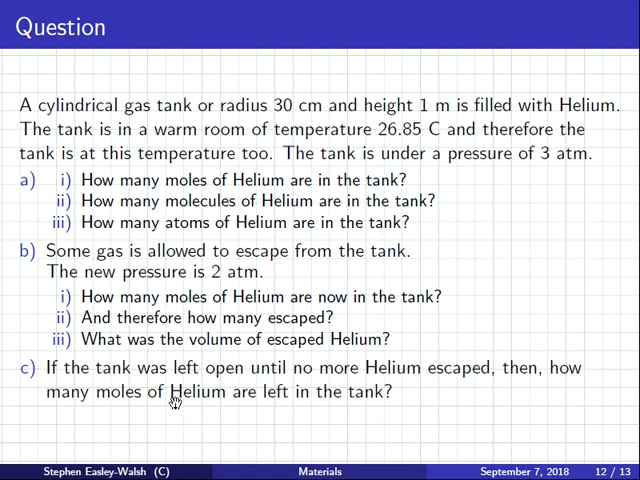 Question
A cylindrical gas tank or radius 30 cm and height 1 m is filled with Helium.
The tank is in a warm room of temperature 26.85 C and therefore the
tank is at this temperature too. The tank is under a pressure of 3 atm.
a) i) How many moles of Helium are in the tank?
ii) How many molecules of Helium are in the tank?
iii) How many atoms of Helium are in the tank?
b) Some gas is allowed to escape from the tank.
The new pressure is 2 atm.
i) How many moles of Helium are now in the tank?
ii) And therefore how many escaped?
iii) What was the volume of escaped Helium?
c) If the tank was left open until no more Helium escaped, then, how
many moles of Helium are left in the tank?
Stephen Easley-Walsh (C) Materials September 7, 2018 12 / 13